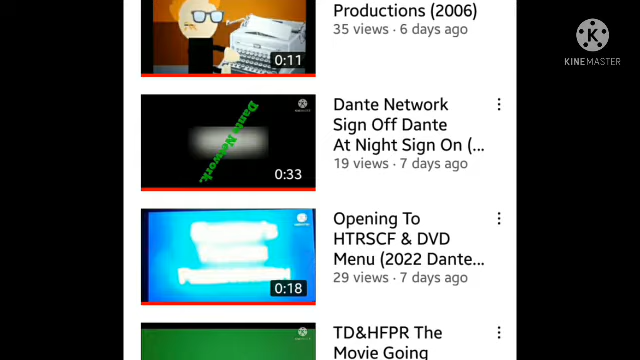 Productions (2006)
35 views · 6 days ago
0:11
K
KINEMASTER
Dante Network
Sign Off Dante
At Night Sign On (...
19 views · 7 days ago
Dante Network.
0:33
Opening To
HTRSCF & DVD
Menu (2022 Dante...
29 views · 7 days ago
0:18
TD&HFPR The
Movie Going